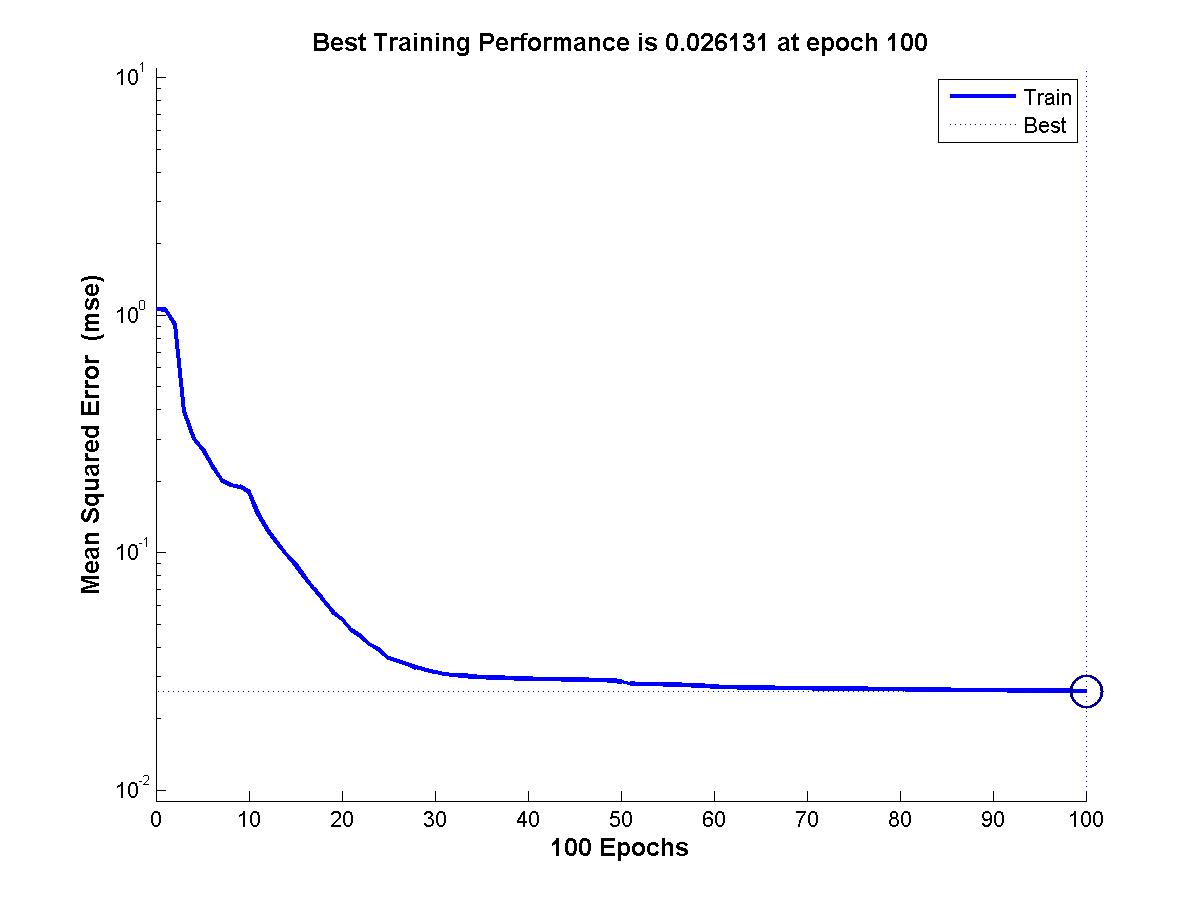 Best Training Performance is 0.026131 at epoch 100
10^1
Train
Best
10^0
Mean Squared Error (mse)
10^-1
10^-2
0 10 20 30 40 50 60 70 80 90 100
100 Epochs